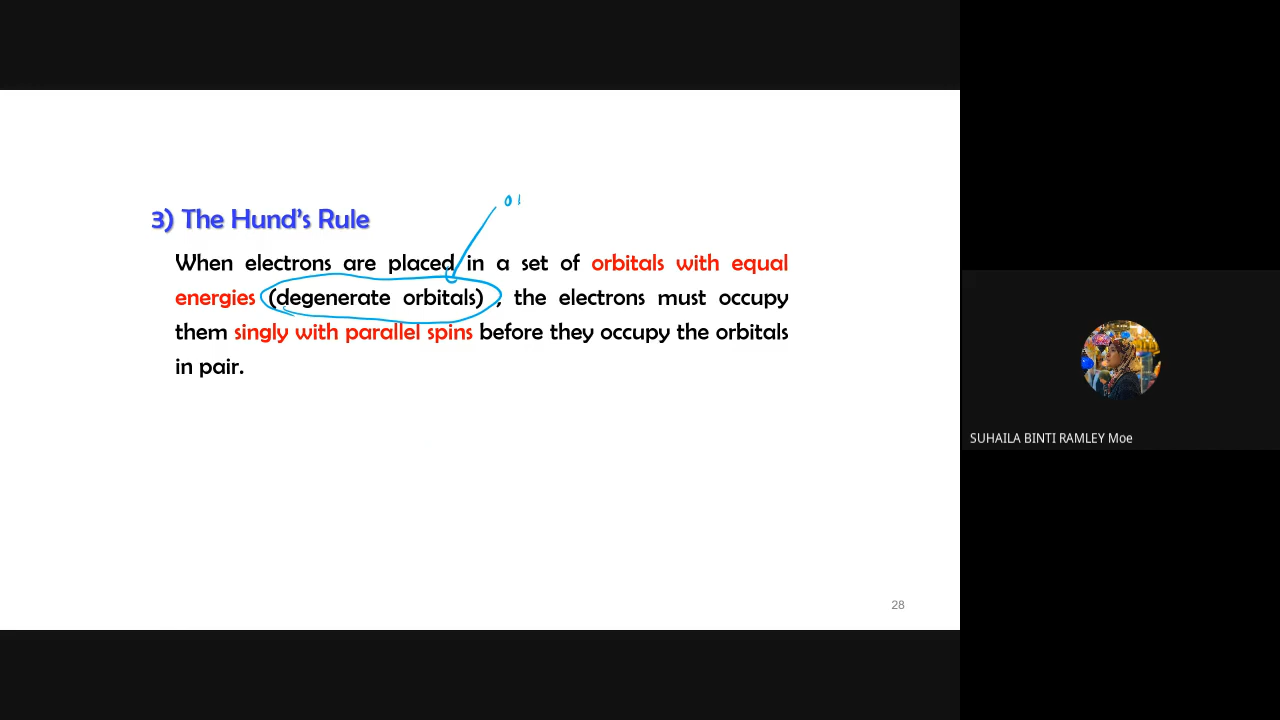 3) The Hund's Rule
When electrons are placed in a set of orbitals with equal
energies (degenerate orbitals) , the electrons must occupy
them singly with parallel spins before they occupy the orbitals
in pair.
28
SUHAILA BINTI RAMLEY Moe